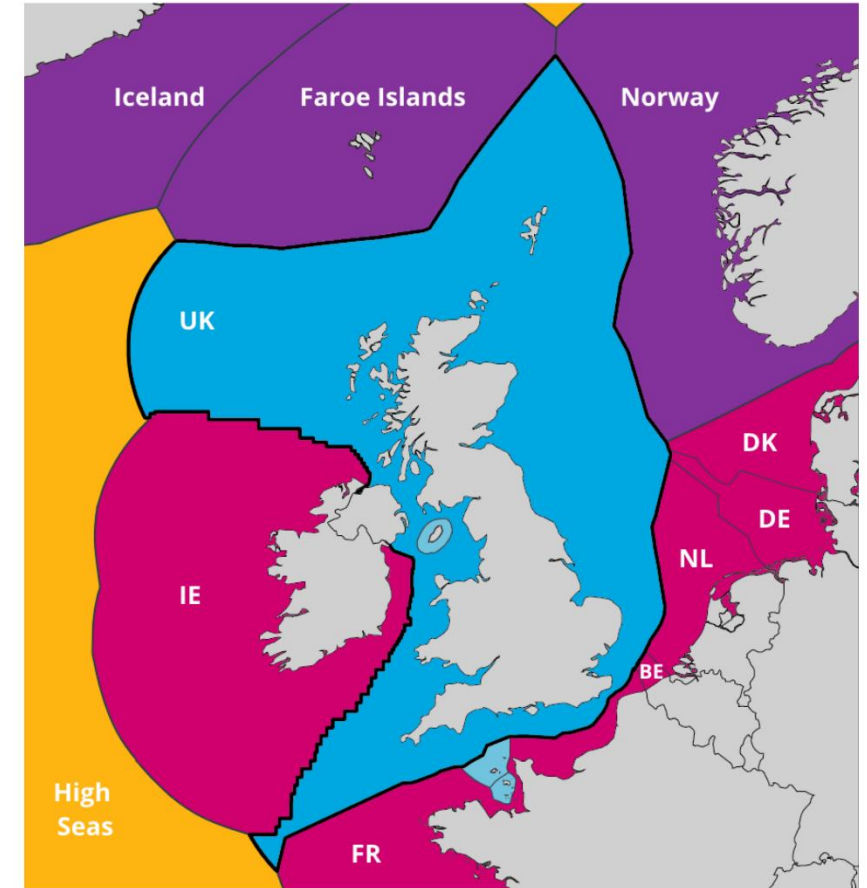 Iceland
Faroe Islands
Norway
UK
DK
DE
NL
IE
BE
High
Seas
FR